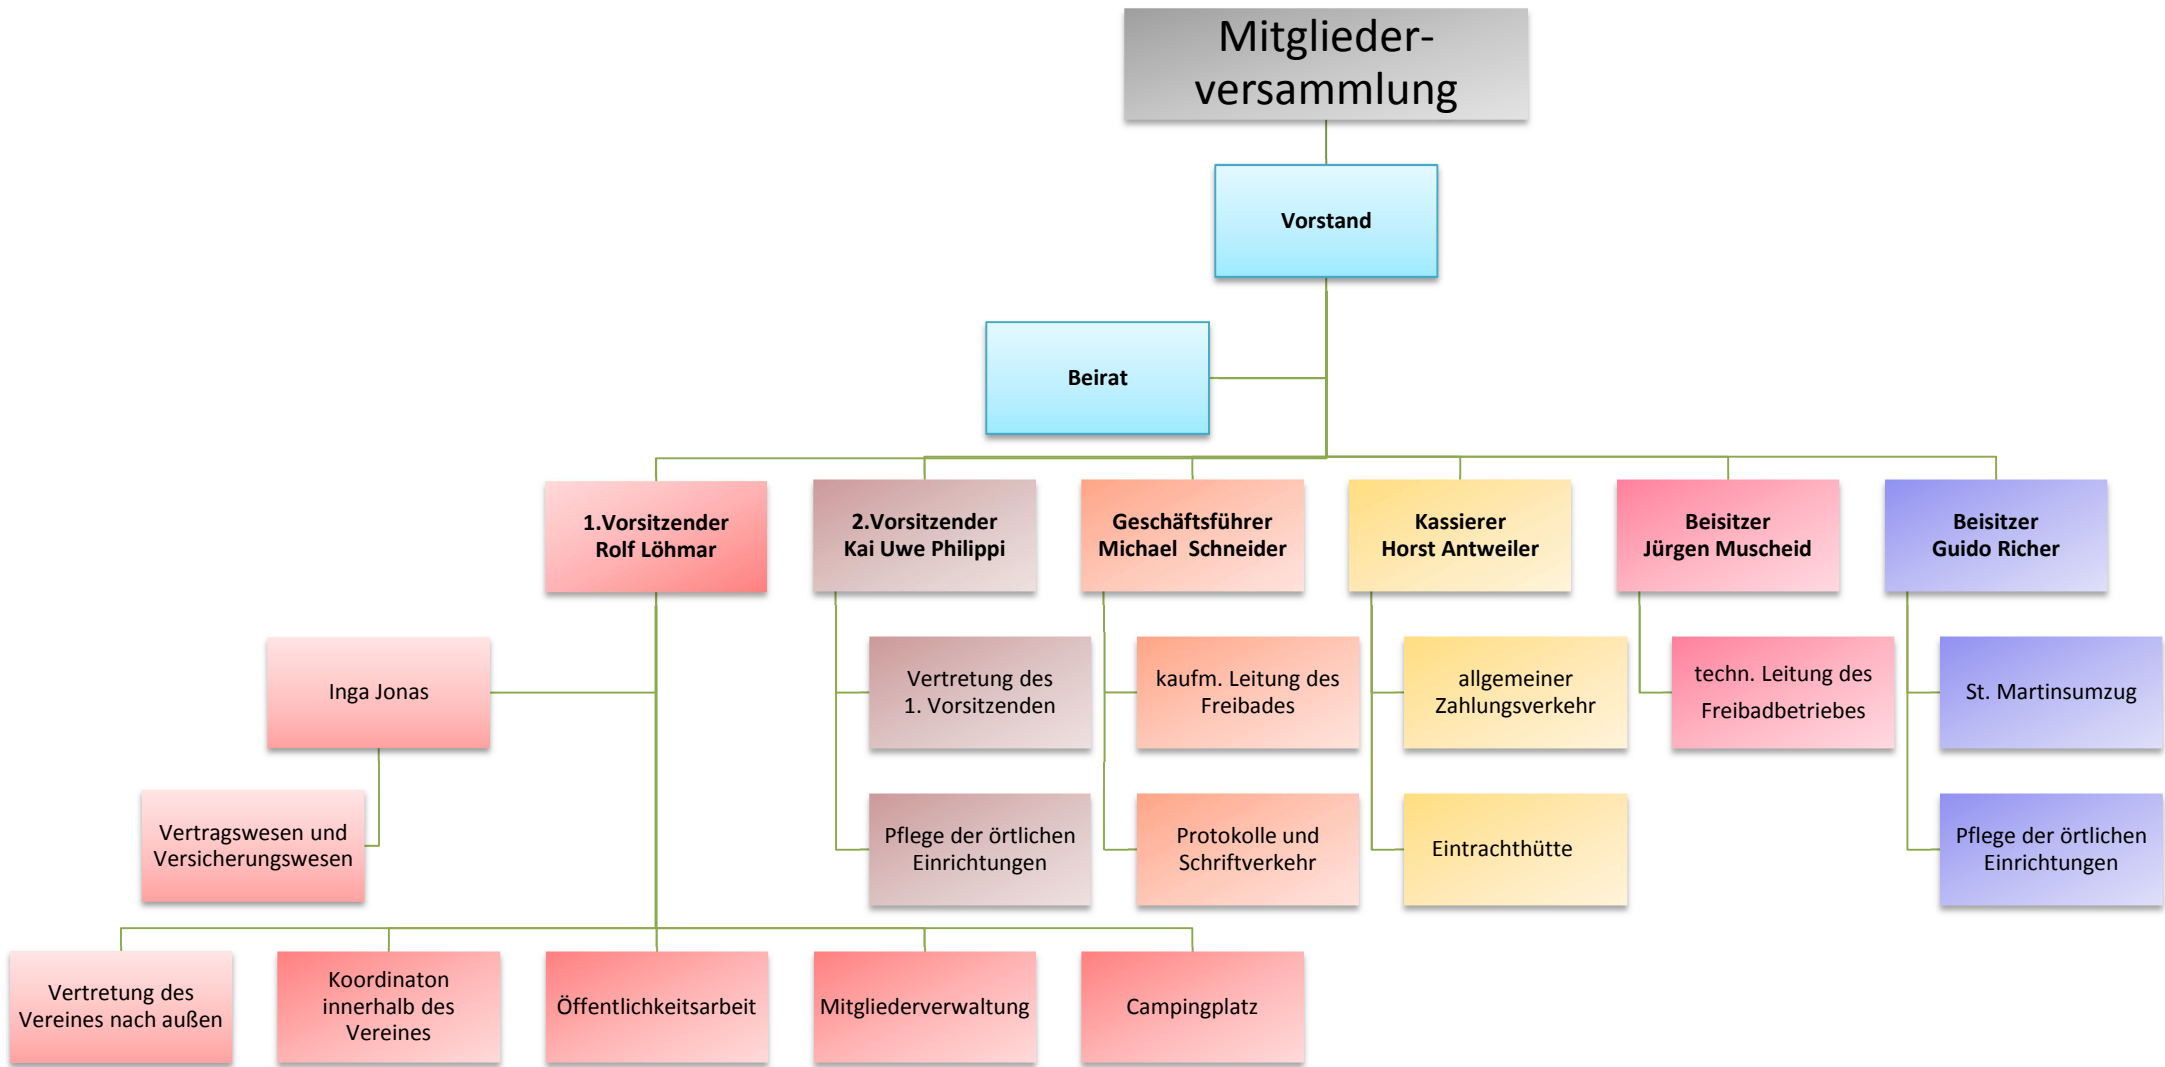 Mitglieder-
versammlung
Vorstand
Beirat
1.Vorsitzender
Rolf Löhmar
2.Vorsitzender
Kai Uwe Philippi
Geschäftsführer
Michael Schneider
Kassierer
Horst Antweiler
Beisitzer
Jürgen Muscheid
Beisitzer
Guido Richer
Inga Jonas
Vertretung des
1. Vorsitzenden
kaufm. Leitung des
Freibades
allgemeiner
Zahlungsverkehr
techn. Leitung des
Freibadbetriebes
St. Martinsumzug
Vertragswesen und
Versicherungswesen
Pflege der örtlichen
Einrichtungen
Protokolle und
Schriftverkehr
Eintrachthütte
Pflege der örtlichen
Einrichtungen
Vertretung des
Vereines nach außen
Koordinaton
innerhalb des
Vereines
Öffentlichkeitsarbeit
Mitgliederverwaltung
Campingplatz